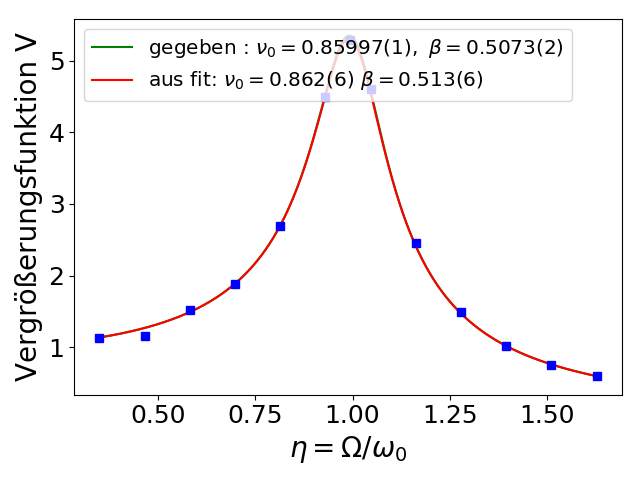 gegeben : ν₀ = 0.85997(1), β = 0.5073(2)
aus fit: ν₀ = 0.862(6) β = 0.513(6)
Vergrößerungsfunktion V
5
4
3
2
1
0.50 0.75 1.00 1.25 1.50
η = Ω/ω₀